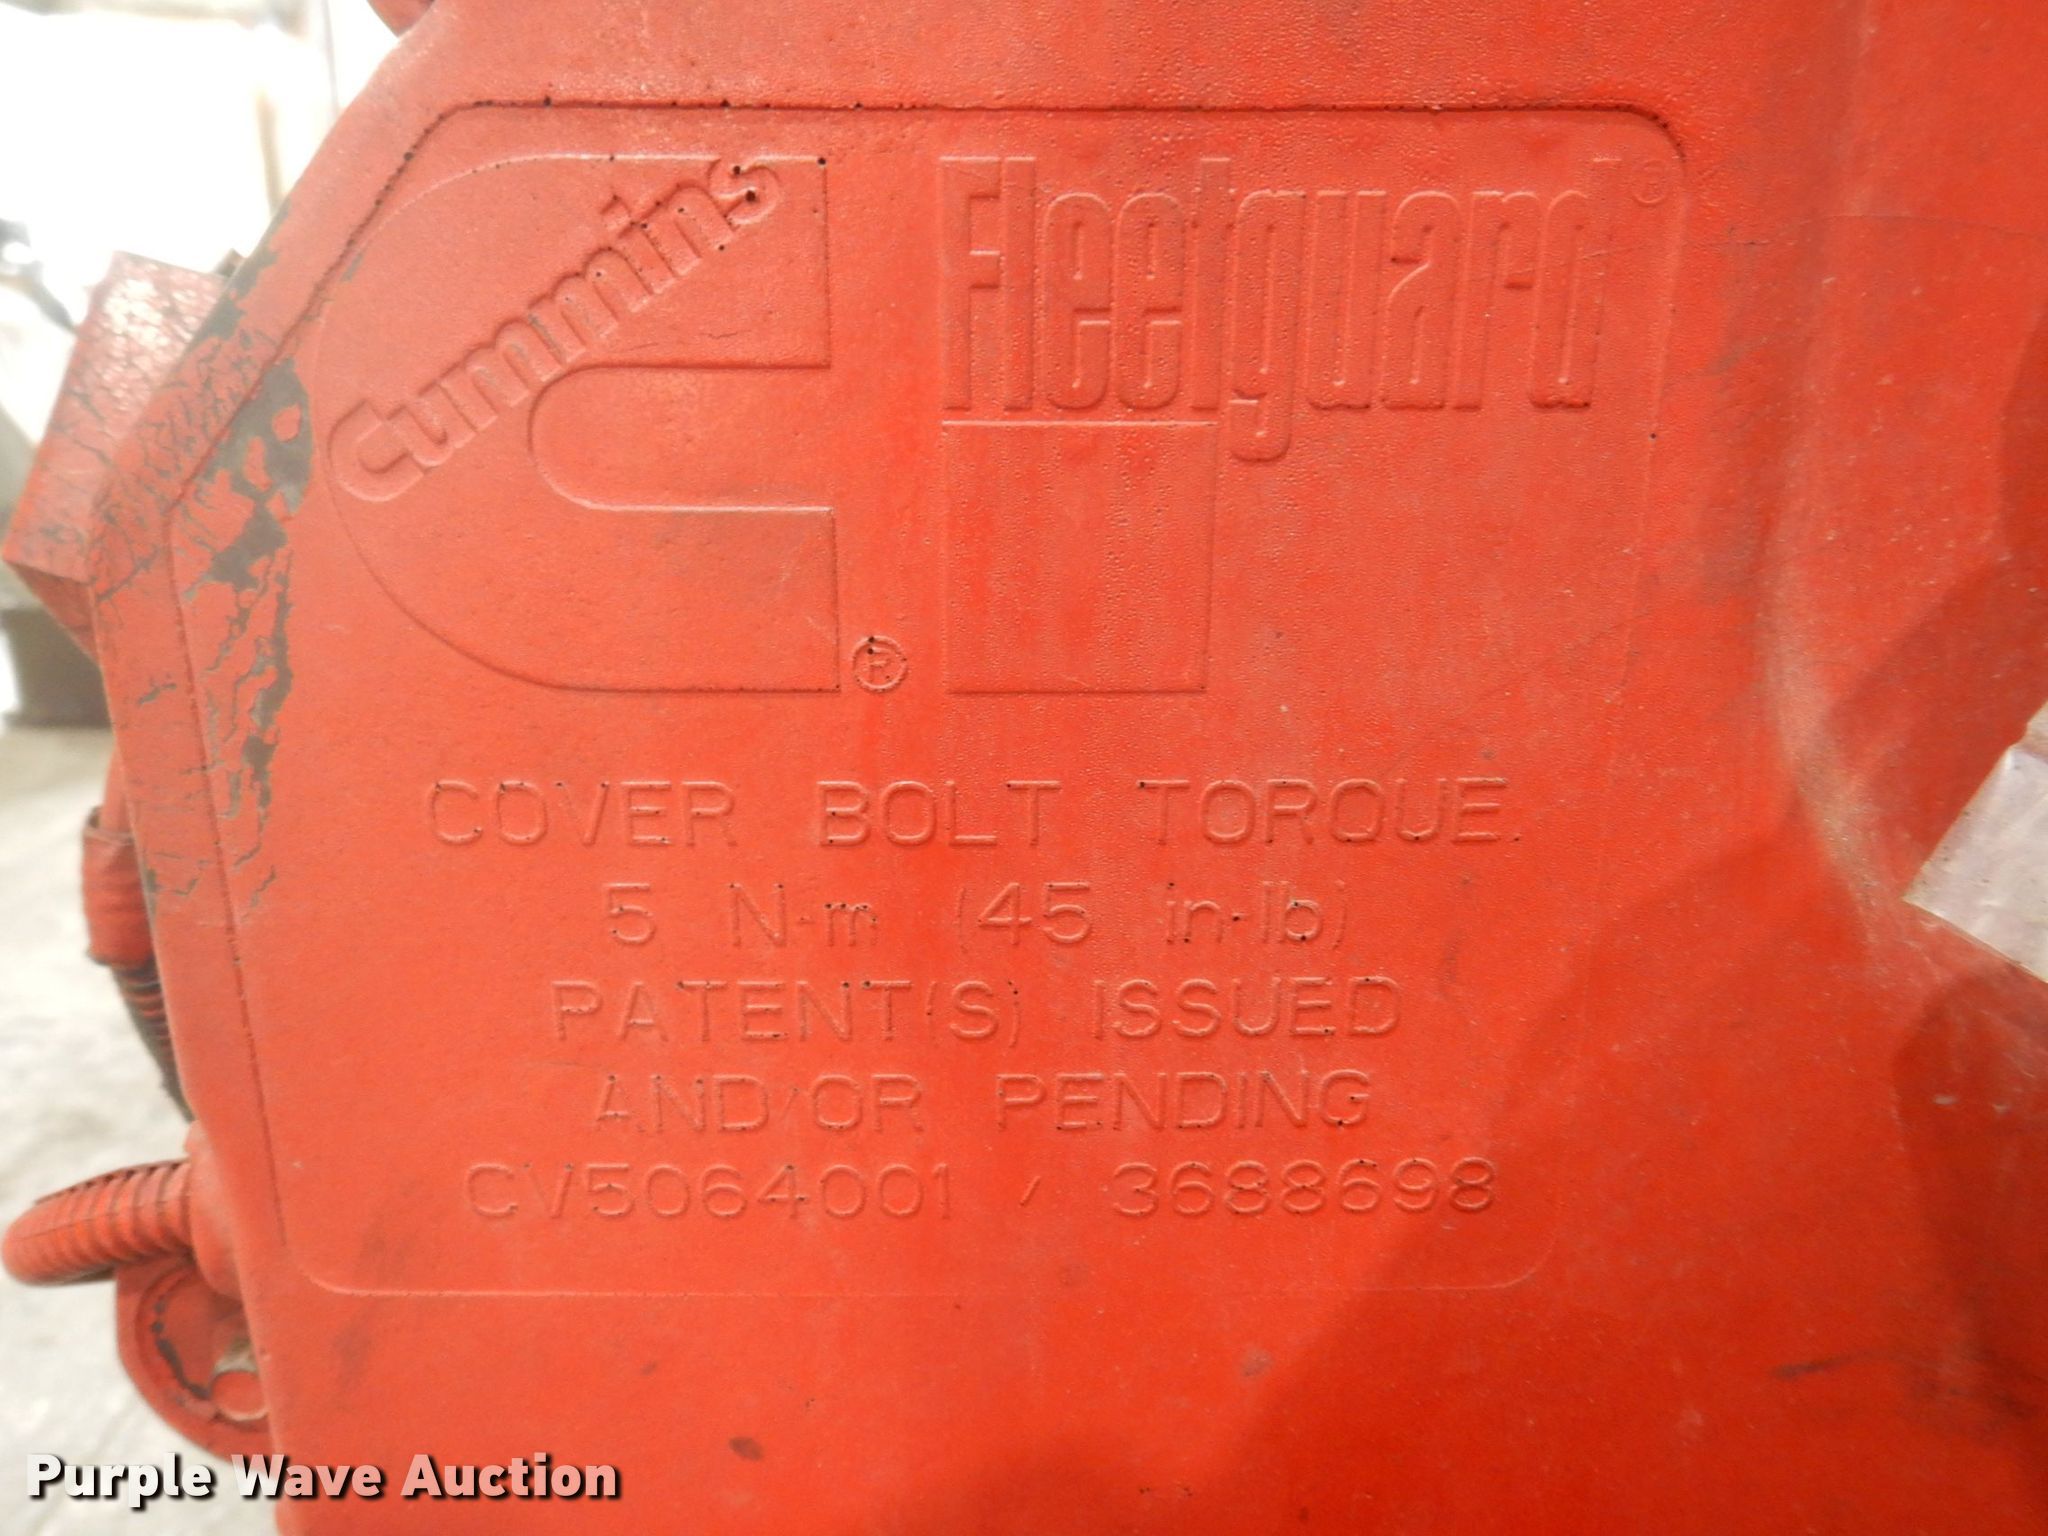 Cummins
Fleetguard®
®
COVER BOLT TORQUE
5 N-m (45 in-lb)
PATENT(S) ISSUED
AND/OR PENDING
CV5064001 / 3688698
Purple Wave Auction